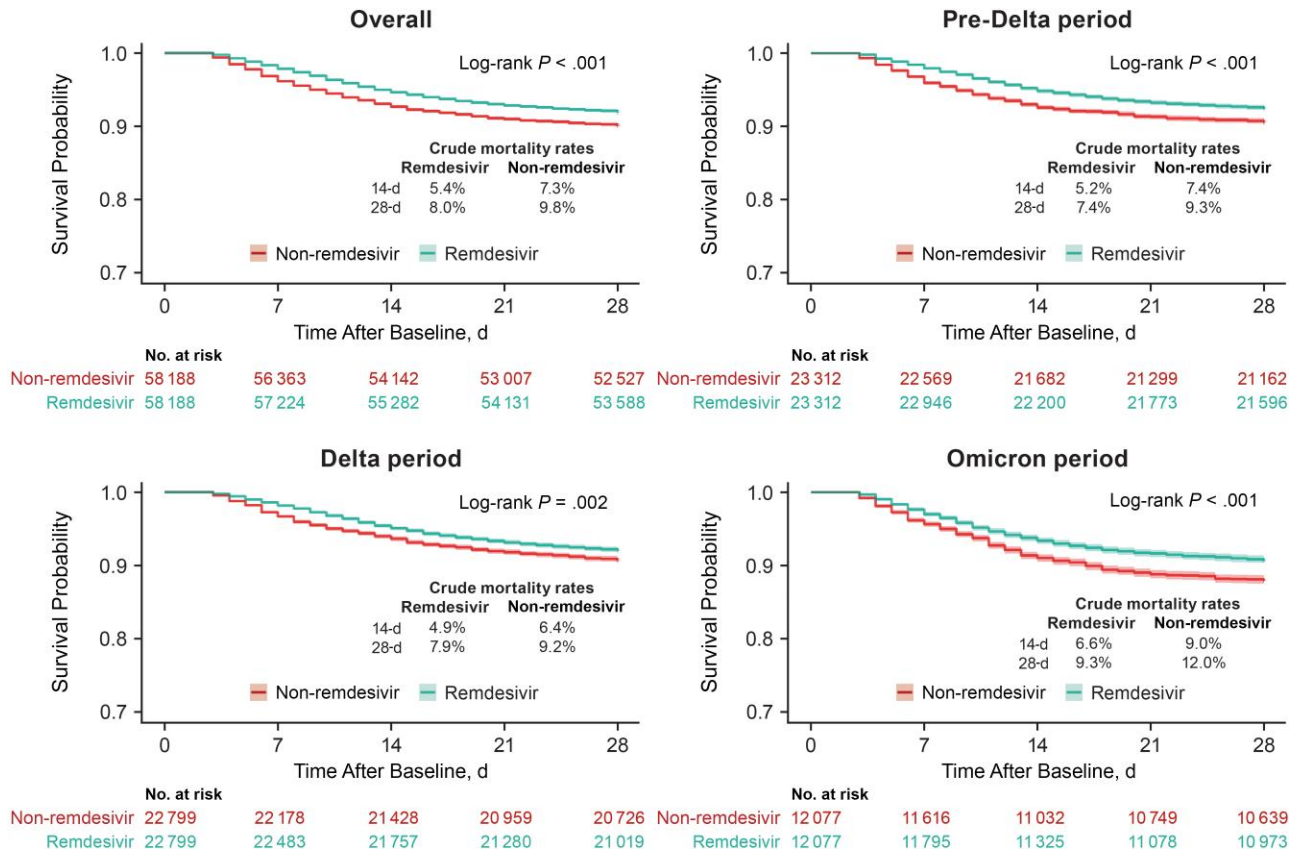 Overall
Survival Probability
1.0
0.9
0.8
0.7
Log-rank P < .001
Crude mortality rates
Remdesivir Non-remdesivir
14-d 5.4% 7.3%
28-d 8.0% 9.8%
Non-remdesivir Remdesivir
0 7 14 21 28
Time After Baseline, d
No. at risk
Non-remdesivir 58 188 56 363 54 142 53 007 52 527
Remdesivir 58 188 57 224 55 282 54 131 53 588
Pre-Delta period
Survival Probability
1.0
0.9
0.8
0.7
Log-rank P < .001
Crude mortality rates
Remdesivir Non-remdesivir
14-d 5.2% 7.4%
28-d 7.4% 9.3%
Non-remdesivir Remdesivir
0 7 14 21 28
Time After Baseline, d
No. at risk
Non-remdesivir 23 312 22 569 21 682 21 299 21 162
Remdesivir 23 312 22 946 22 200 21 773 21 596
Delta period
Survival Probability
1.0
0.9
0.8
0.7
Log-rank P = .002
Crude mortality rates
Remdesivir Non-remdesivir
14-d 4.9% 6.4%
28-d 7.9% 9.2%
Non-remdesivir Remdesivir
0 7 14 21 28
Time After Baseline, d
No. at risk
Non-remdesivir 22 799 22 178 21 428 20 959 20 726
Remdesivir 22 799 22 483 21 757 21 280 21 019
Omicron period
Survival Probability
1.0
0.9
0.8
0.7
Log-rank P < .001
Crude mortality rates
Remdesivir Non-remdesivir
14-d 6.6% 9.0%
28-d 9.3% 12.0%
Non-remdesivir Remdesivir
0 7 14 21 28
Time After Baseline, d
No. at risk
Non-remdesivir 12 077 11 616 11 032 10 749 10 639
Remdesivir 12 077 11 795 11 325 11 078 10 973